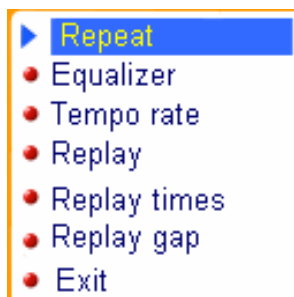 Repeat
Equalizer
Tempo rate
Replay
Replay times
Replay gap
Exit